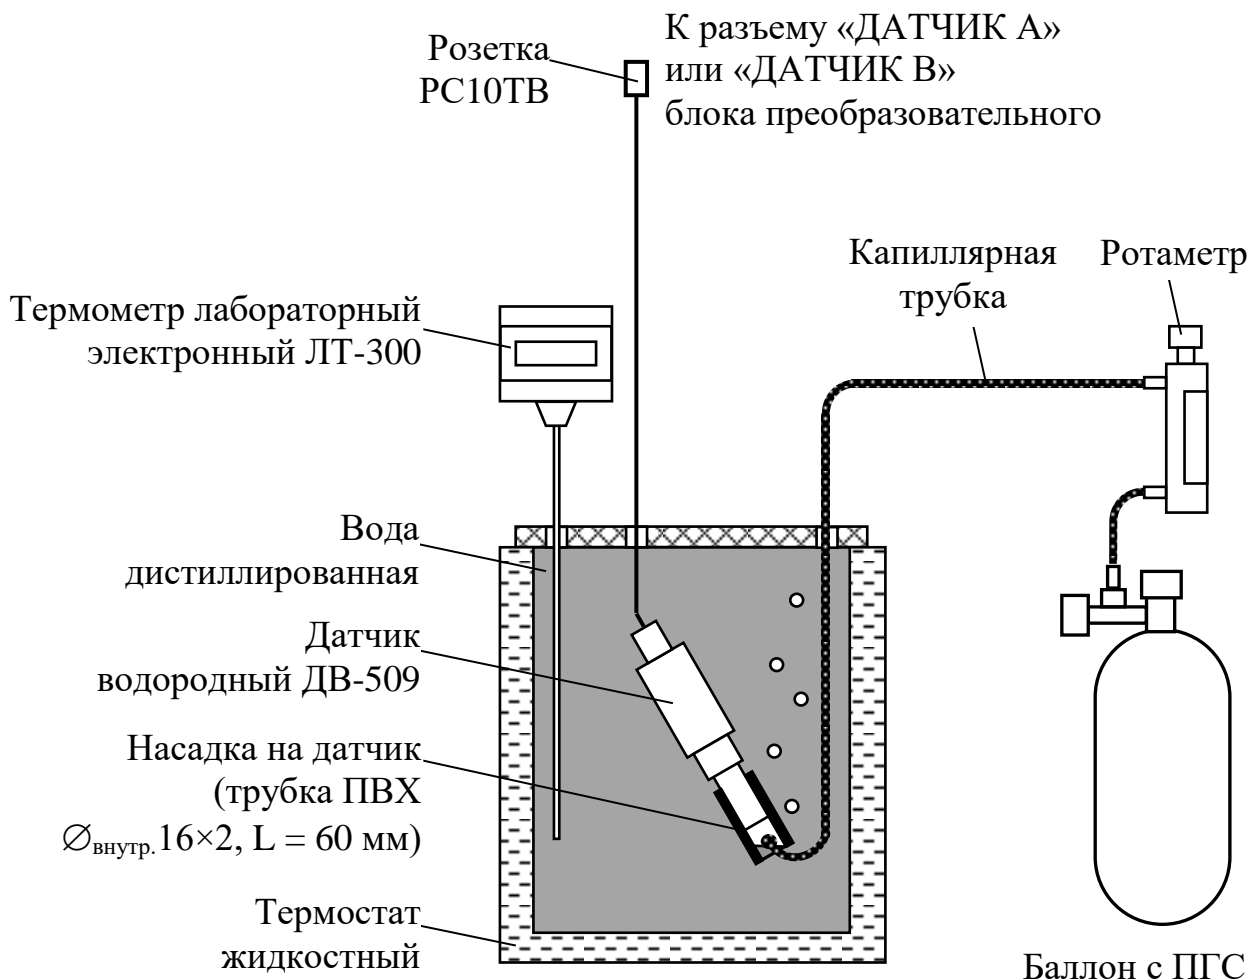 Розетка
РС10ТВ
К разъему «ДАТЧИК А»
или «ДАТЧИК В»
блока преобразовательного
Капиллярная
трубка
Ротаметр
Термометр лабораторный
электронный ЛТ-300
Вода
дистиллированная
Датчик
водородный ДВ-509
Насадка на датчик
(трубка ПВХ
∅внутр.16×2, L = 60 мм)
Термостат
жидкостный
Баллон с ПГС